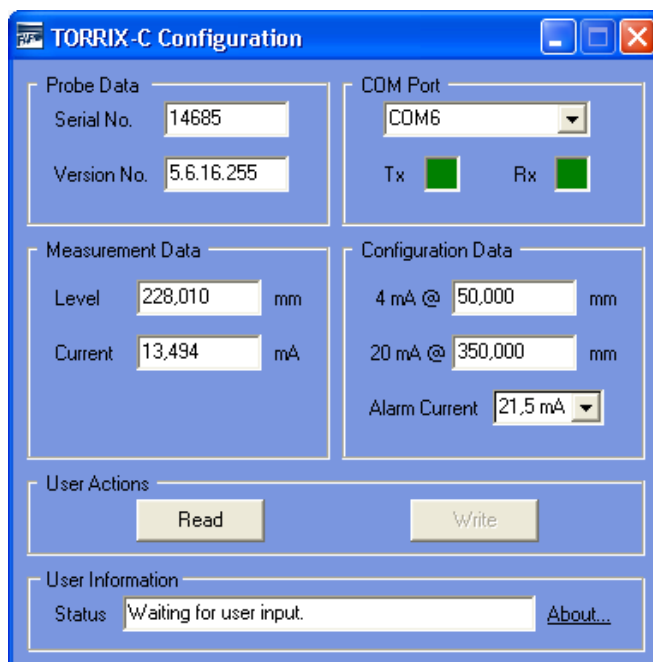 TORRIX-C Configuration
Probe Data
Serial No. 14685
Version No. 5.6.16.255
COM Port
COM6
Tx Rx
Measurement Data
Level 228,010 mm
Current 13,494 mA
Configuration Data
4 mA @ 50,000 mm
20 mA @ 350,000 mm
Alarm Current 21,5 mA
User Actions
Read Write
User Information
Status Waiting for user input. About...